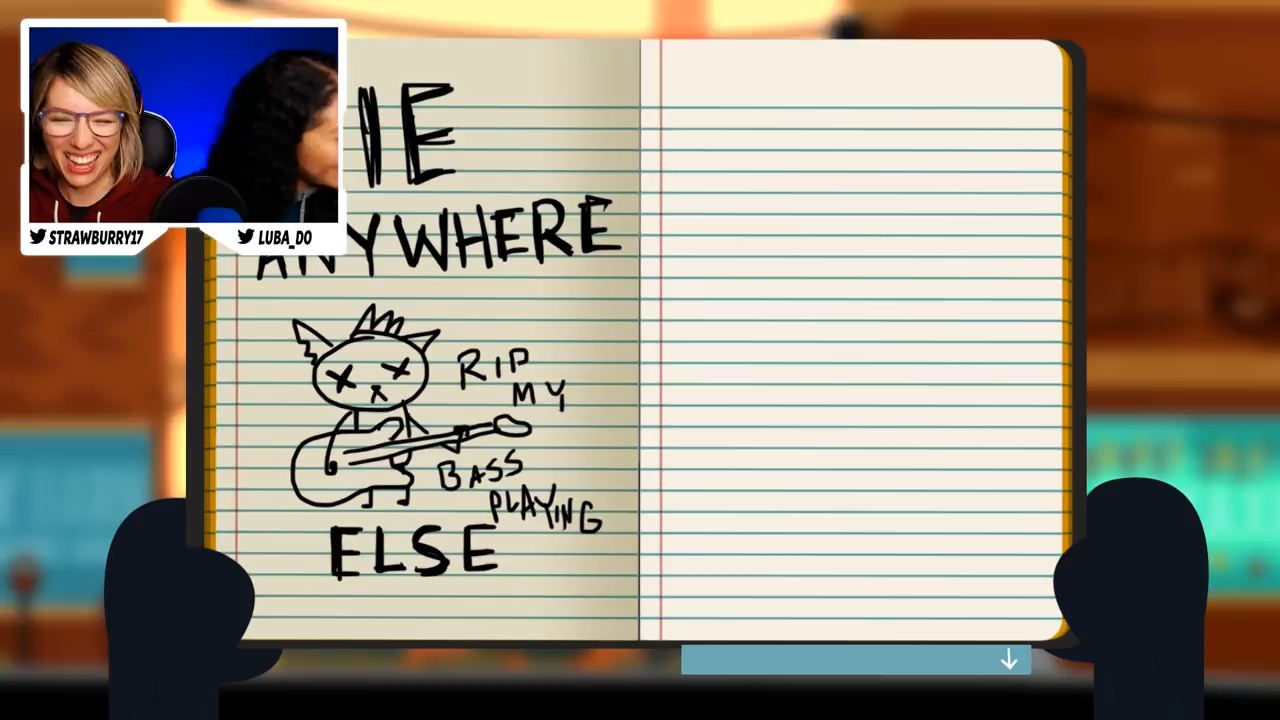 STRAWBURRY17
LUBA_DO
IE
ANYWHERE
RIP
MY
BASS
PLAYING
ELSE